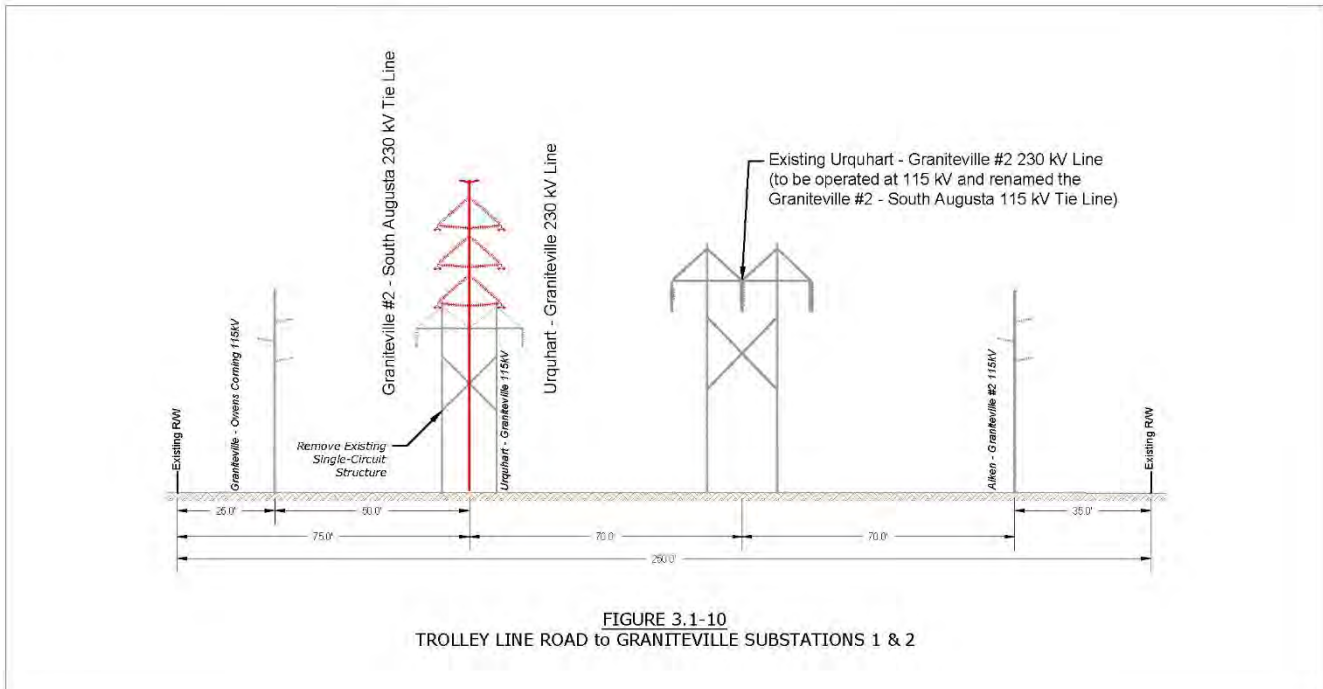 Graniteville #2 - South Augusta 230 kV Tie Line
Urquhart - Graniteville 230 kV Line
Existing Urquhart - Graniteville #2 230 kV Line
(to be operated at 115 kV and renamed the
Graniteville #2 - South Augusta 115 kV Tie Line)
Existing R/W
Graniteville - Owens Corning 115kV
Remove Existing
Single-Circuit
Structure
Urquhart - Graniteville 115kV
Aiken - Graniteville #2 115kV
Existing R/W
25.0'
50.0'
35.0'
75.0'
70.0'
70.0'
250.0'
FIGURE 3.1-10
TROLLEY LINE ROAD to GRANITEVILLE SUBSTATIONS 1 & 2